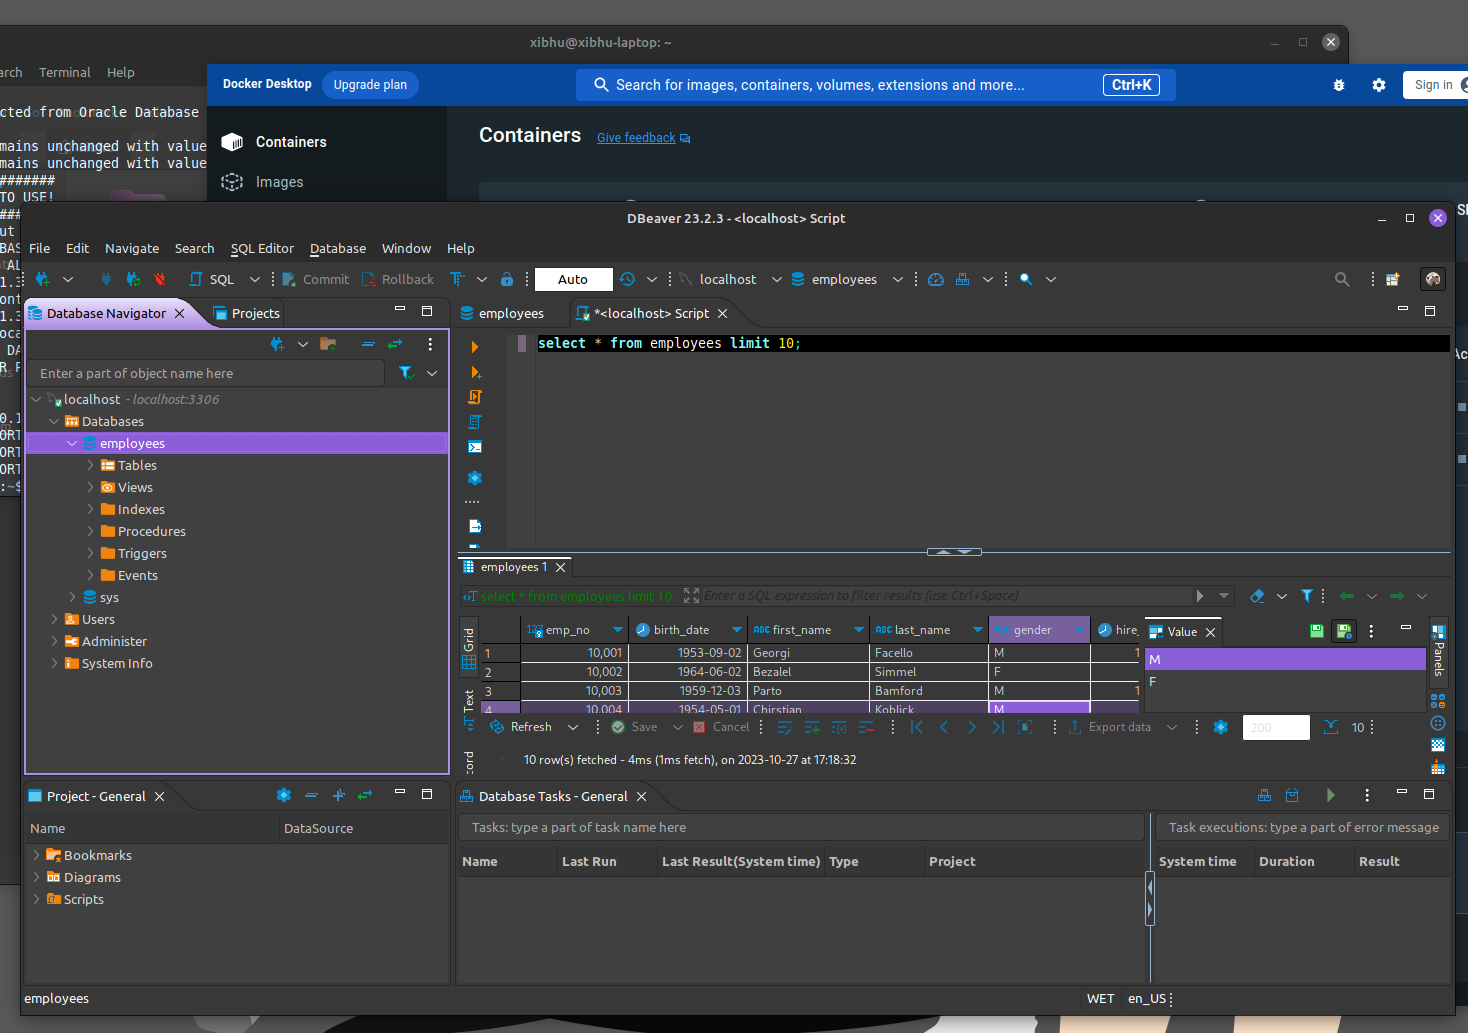 xibhu@xibhu-laptop: ~
arch Terminal Help
Docker Desktop Upgrade plan Search for images, containers, volumes, extensions and more... Ctrl+K Sign in
cted from Oracle Database
Containers
Containers Give feedback
mains unchanged with value
mains unchanged with value
#######
Images
TO USE!
DBeaver 23.2.3 - <localhost> Script
File Edit Navigate Search SQL Editor Database Window Help
SQL Commit Rollback Auto localhost employees
Database Navigator Projects
employees *<localhost> Script
select * from employees limit 10;
Enter a part of object name here
localhost - localhost:3306
Databases
employees
Tables
Views
Indexes
Procedures
Triggers
Events
sys
Users
Administer
System Info
employees 1
select * from employees limit 10 Enter a SQL expression to filter results (use Ctrl+Space)
Grid
Text
emp_no birth_date first_name last_name gender hire_
1 10,001 1953-09-02 Georgi Facello M 1
2 10,002 1964-06-02 Bezalel Simmel F
3 10,003 1959-12-03 Parto Bamford M 1
4 10,004 1954-05-01 Chirstian Koblick M
Value
M
F
Panels
Refresh Save Cancel Export data 200 10
10 row(s) fetched - 4ms (1ms fetch), on 2023-10-27 at 17:18:32
Project - General
Name DataSource
Bookmarks
Diagrams
Scripts
Database Tasks - General
Tasks: type a part of task name here Task executions: type a part of error message
Name Last Run Last Result(System time) Type Project System time Duration Result
employees WET en_US